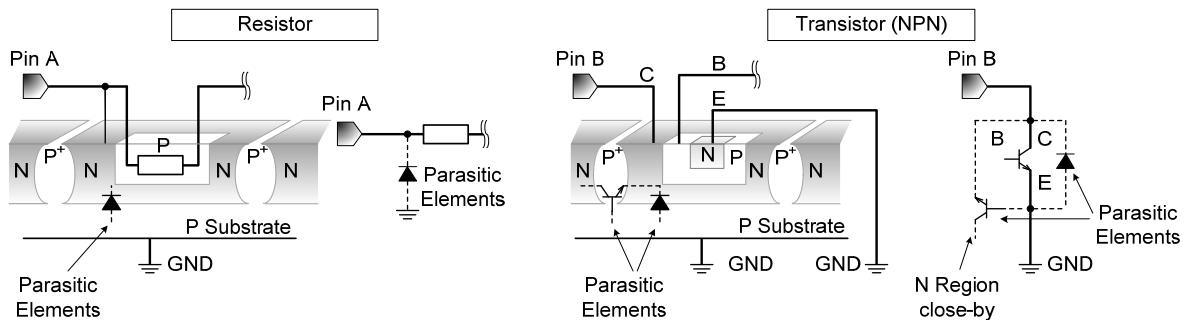 Resistor
Pin A
N
P+
N
P
N
P+
N
P Substrate
GND
Parasitic
Elements
Pin A
Parasitic
Elements
Transistor (NPN)
Pin B
C
B
E
N
P+
N
N
P
P+
N
N
P Substrate
GND
GND
Parasitic
Elements
Pin B
B
C
E
Parasitic
Elements
GND
N Region
close-by